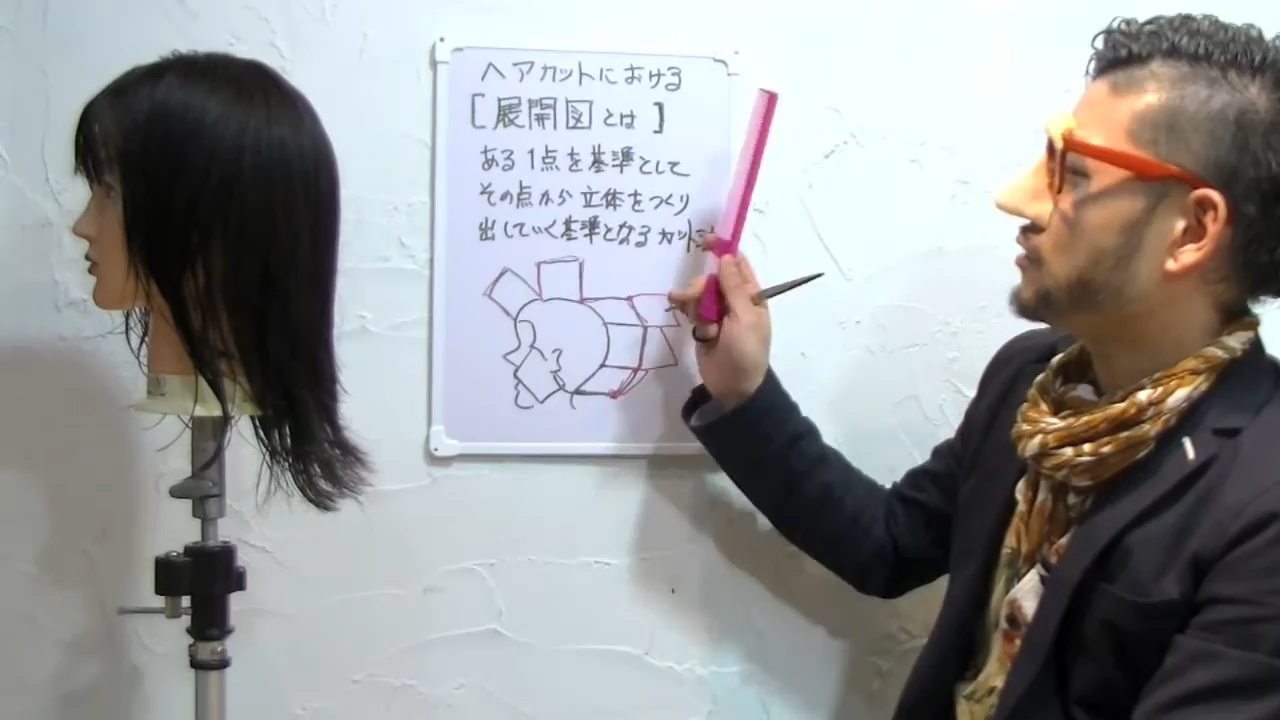 ヘアカットにおける
[展開図とは]
ある1点を基準として
その点から立体をつくり
出していく基準となるカット